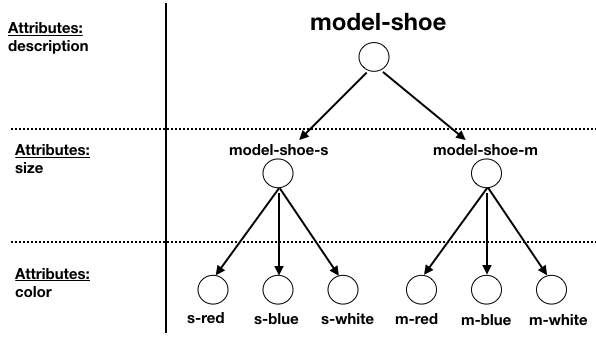 Attributes:
description
model-shoe
Attributes:
size
model-shoe-s
model-shoe-m
Attributes:
color
s-red
s-blue
s-white
m-red
m-blue
m-white